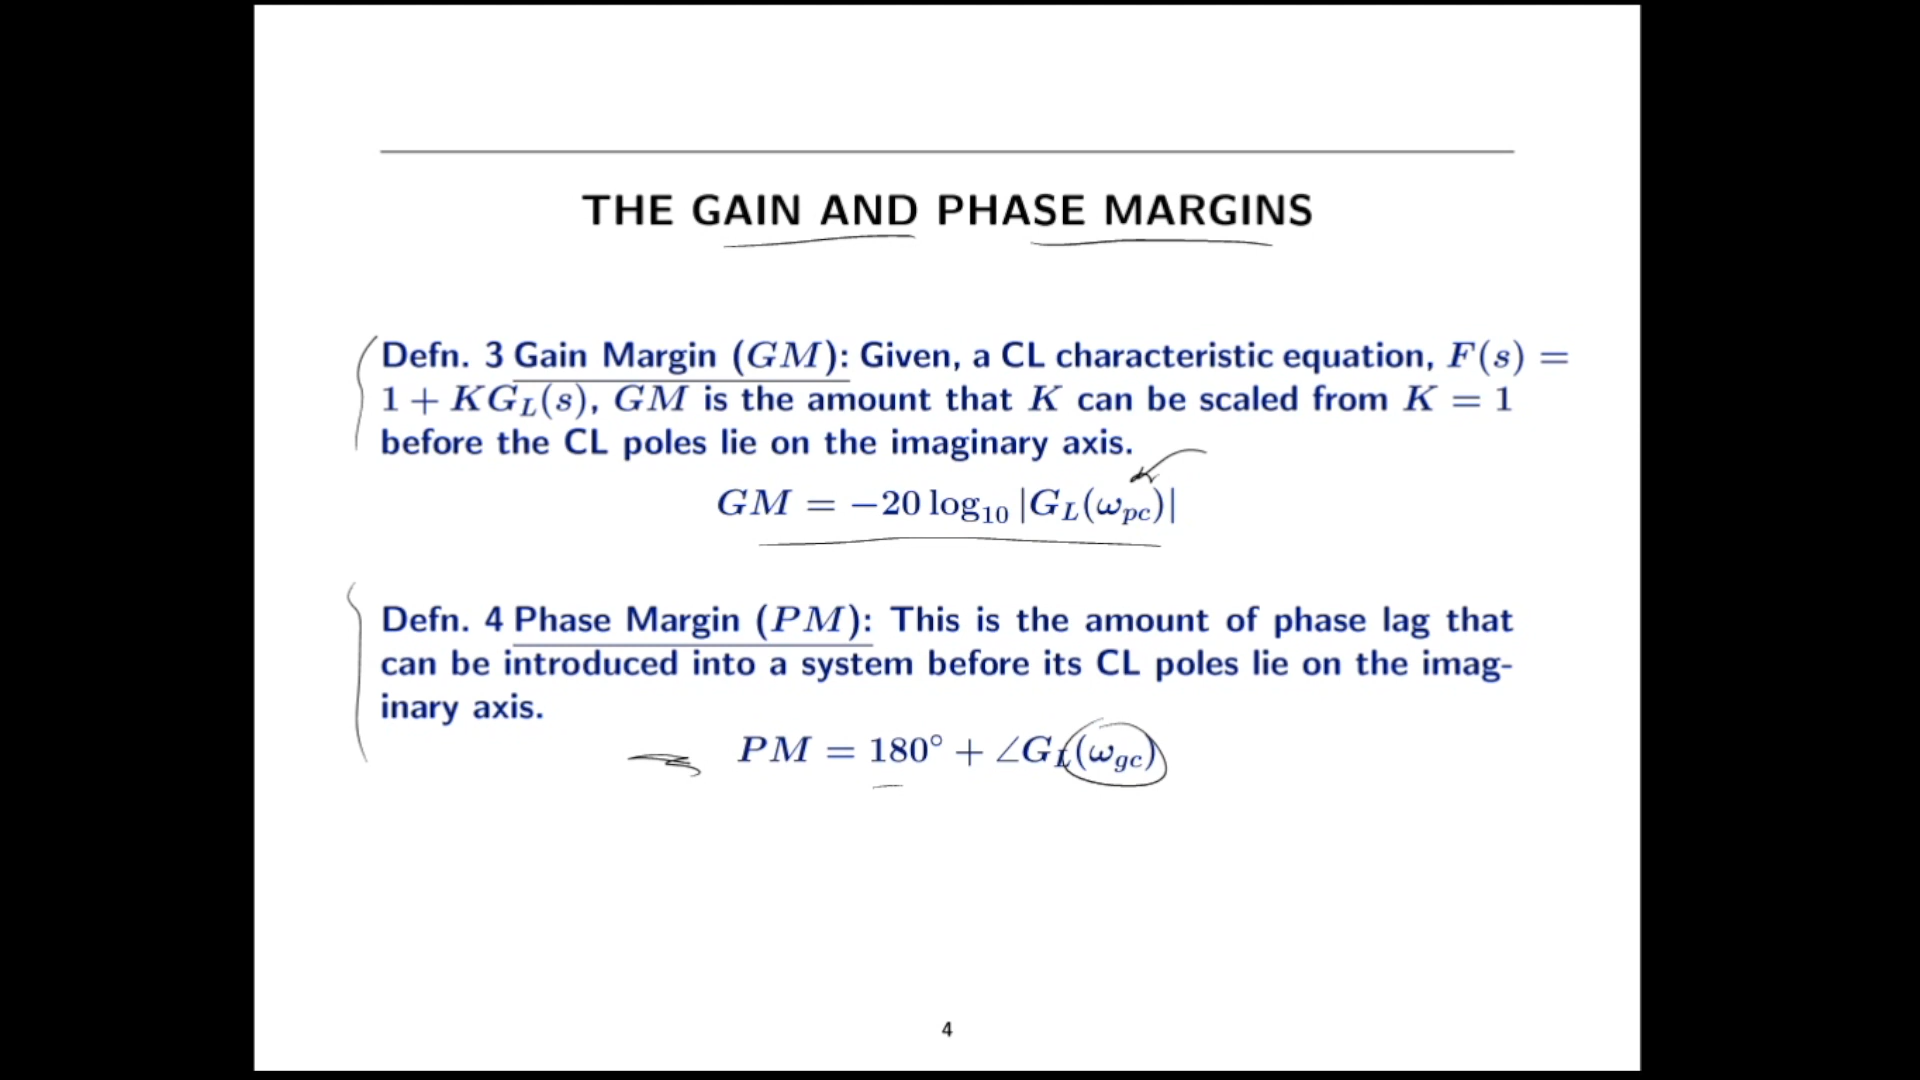 THE GAIN AND PHASE MARGINS
Defn. 3 Gain Margin (GM): Given, a CL characteristic equation, F(s) =
1 + KG_L(s), GM is the amount that K can be scaled from K = 1
before the CL poles lie on the imaginary axis.
GM = −20 log₁₀ |G_L(ω_pc)|
Defn. 4 Phase Margin (PM): This is the amount of phase lag that
can be introduced into a system before its CL poles lie on the imag-
inary axis.
PM = 180° + ∠G_L(ω_gc)
4